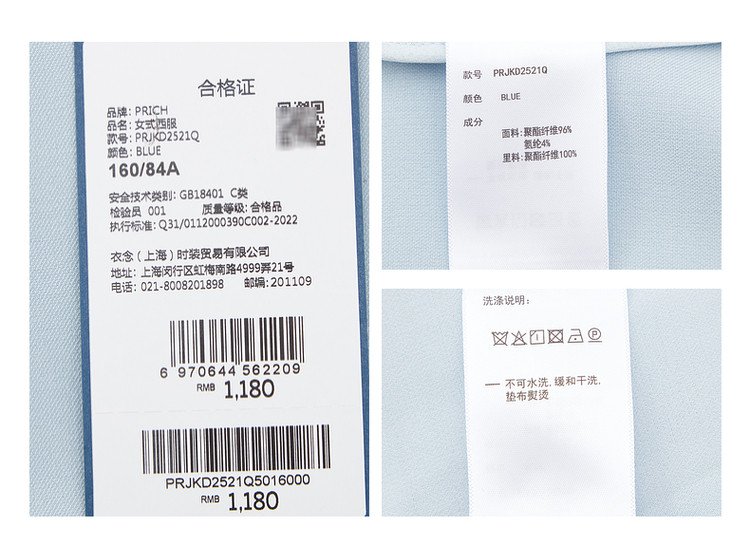 合格证
品牌: PRICH
品名: 女式西服
款号: PRJKD2521Q
颜色: BLUE
160/84A
安全技术类别: GB18401 C类
检验员 001 质量等级: 合格品
执行标准: Q31/0112000390C002-2022
衣念（上海）时装贸易有限公司
地址: 上海闵行区虹梅南路4999弄21号
电话: 021-8008201898 邮编: 201109
6 970644 562209
RMB 1,180
PRJKD2521Q5016000
RMB 1,180
款号 PRJKD2521Q
颜色 BLUE
成分
面料: 聚酯纤维96%
氨纶4%
里料: 聚酯纤维100%
洗涤说明:
— 不可水洗, 缓和干洗,
垫布熨烫